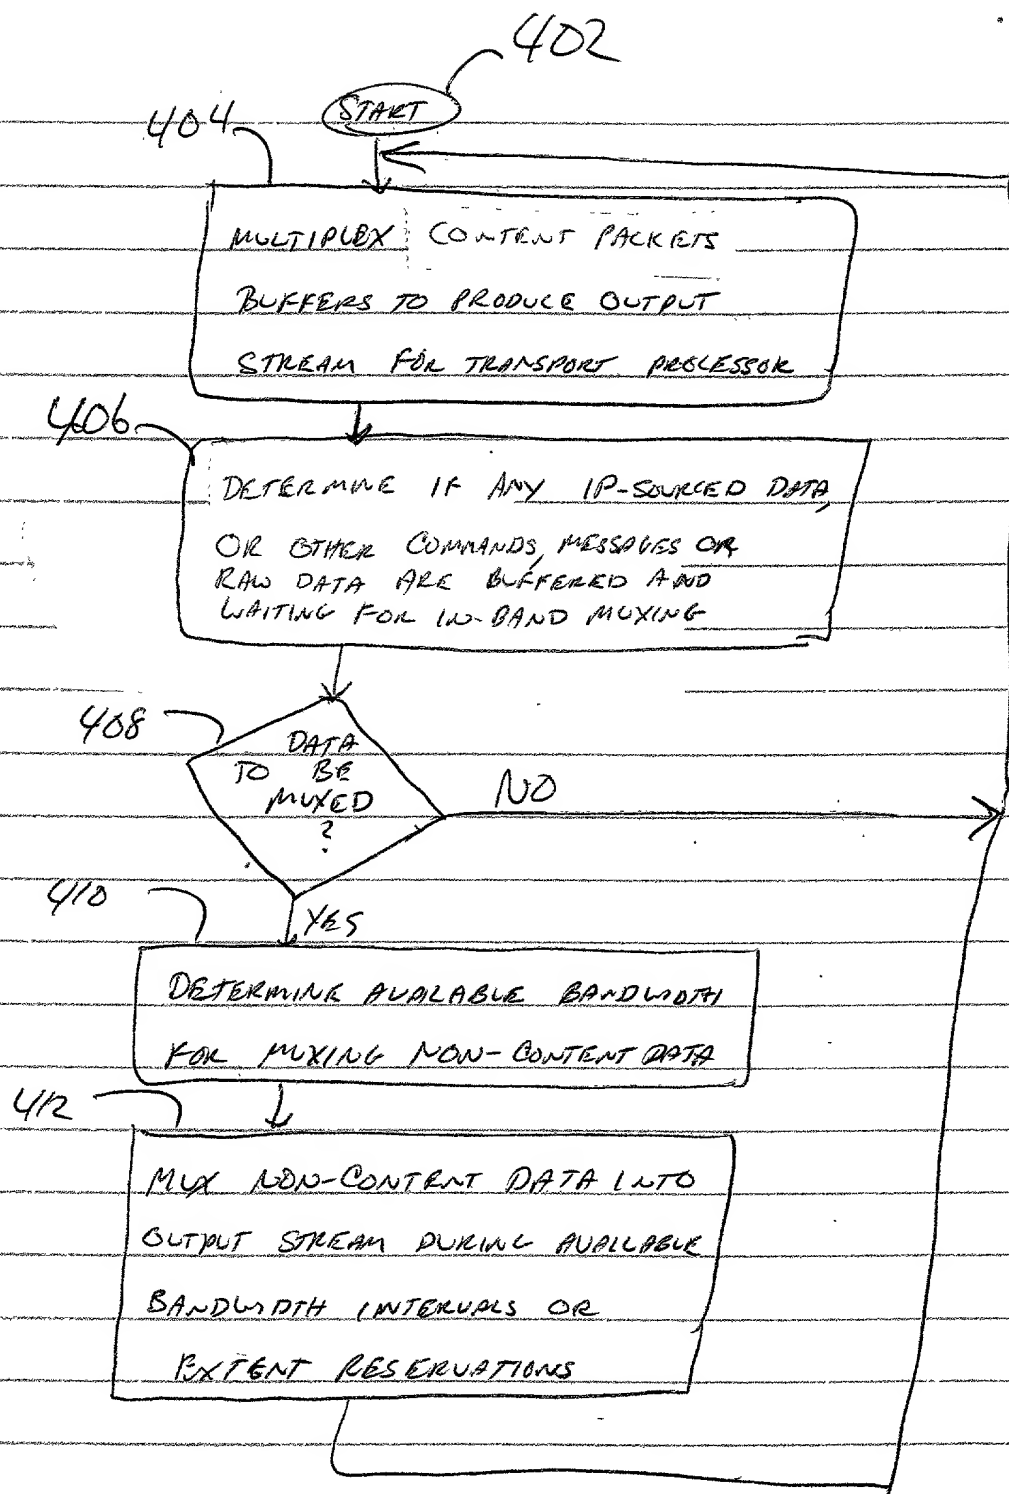 402
START
404
MULTIPLEX CONTENT PACKETS
BUFFERS TO PRODUCE OUTPUT
STREAM FOR TRANSPORT PROCESSOR
406
DETERMINE IF ANY IP-SOURCED DATA,
OR OTHER COMMANDS, MESSAGES OR
RAW DATA ARE BUFFERED AND
WAITING FOR IN-BAND MUXING
408
DATA
TO BE
MUXED
?
NO
410
YES
DETERMINE AVAILABLE BANDWIDTH
FOR MUXING NON-CONTENT DATA
412
MUX NON-CONTENT DATA INTO
OUTPUT STREAM DURING AVAILABLE
BANDWIDTH INTERVALS OR
EXTENT RESERVATIONS